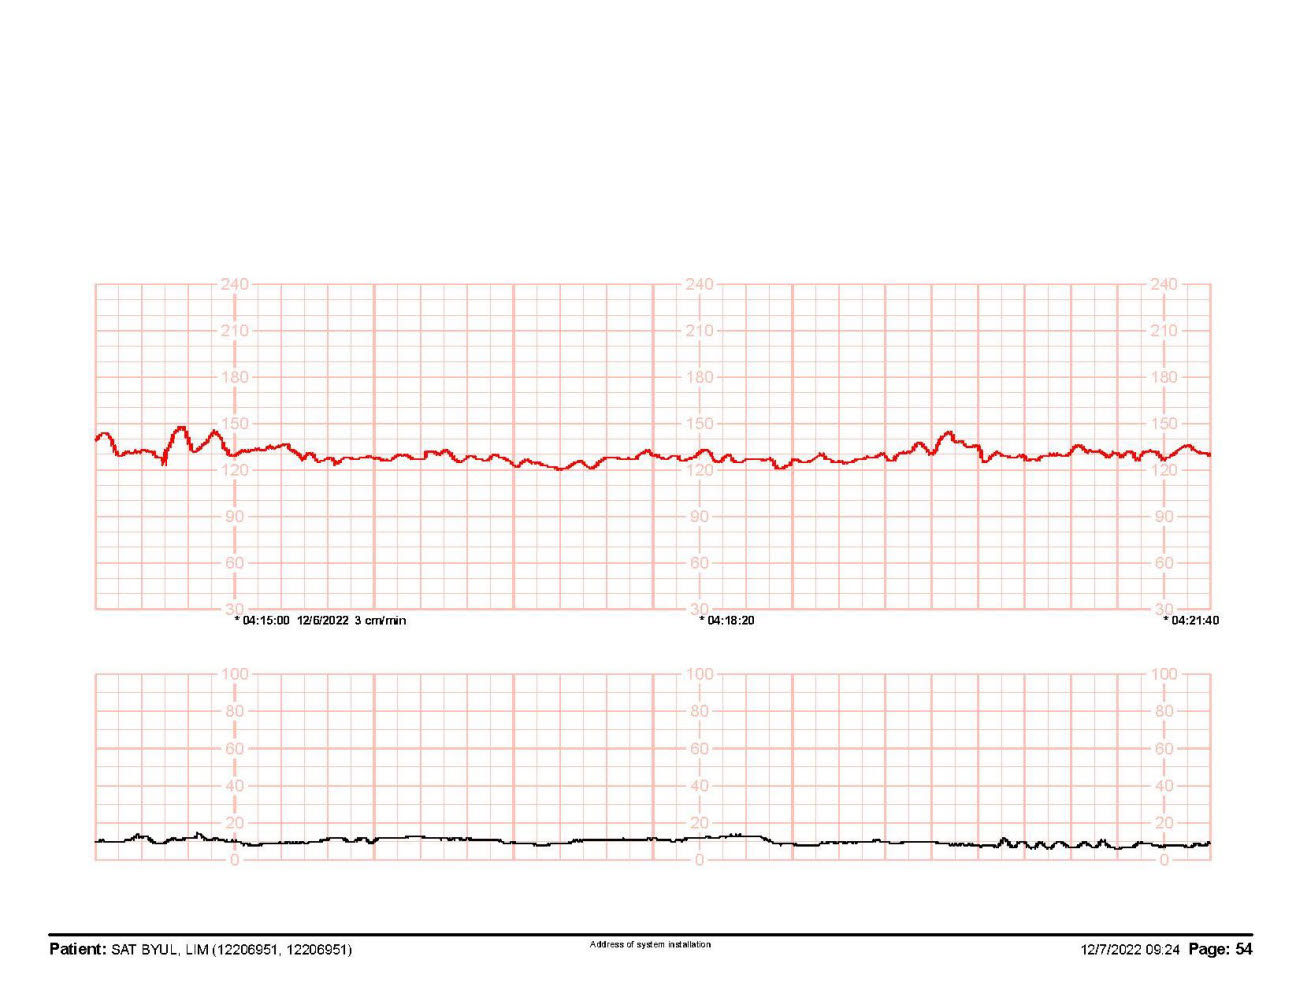 240 240 240
210 210 210
180 180 180
150 150 150
120 120 120
90 90 90
60 60 60
30 30 30
* 04:15:00 12/6/2022 3 cm/min * 04:18:20 * 04:21:40
100 100 100
80 80 80
60 60 60
40 40 40
20 20 20
0 0 0
Patient: SAT BYUL, LIM (12206951, 12206951) Address of system installation 12/7/2022 09:24 Page: 54